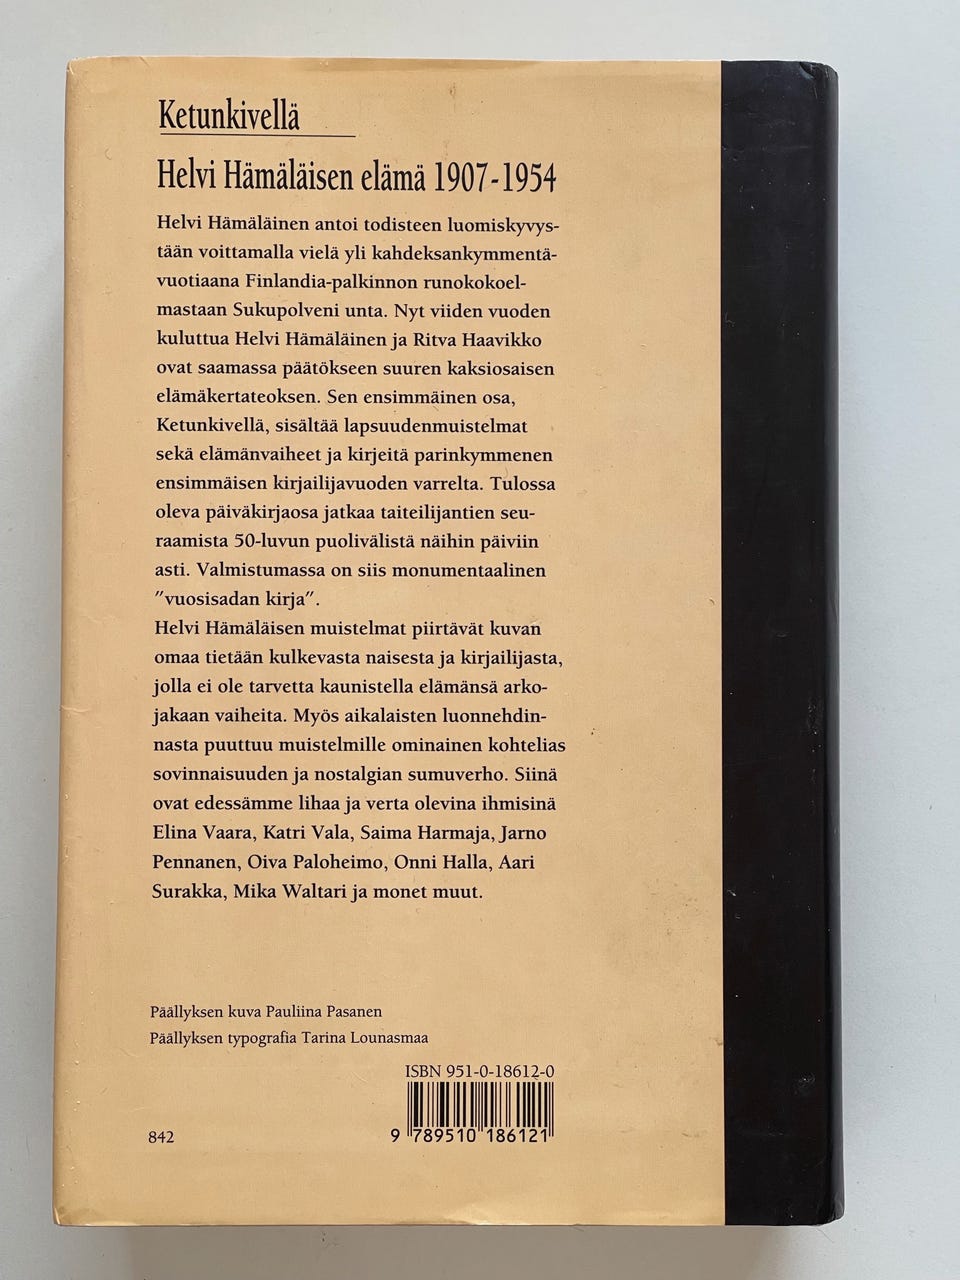 Ketunkivellä
Helvi Hämäläisen elämä 1907-1954
Helvi Hämäläinen antoi todisteen luomiskyvys-
tään voittamalla vielä yli kahdeksankymmentä-
vuotiaana Finlandia-palkinnon runokokoel-
mastaan Sukupolveni unta. Nyt viiden vuoden
kuluttua Helvi Hämäläinen ja Ritva Haavikko
ovat saamassa päätökseen suuren kaksiosaisen
elämäkertateoksen. Sen ensimmäinen osa,
Ketunkivellä, sisältää lapsuudenmuistelmat
sekä elämänvaiheet ja kirjeitä parinkymmenen
ensimmäisen kirjailijavuoden varrelta. Tulossa
oleva päiväkirjaosa jatkaa taiteilijantien seu-
raamista 50-luvun puolivälistä näihin päiviin
asti. Valmistumassa on siis monumentaalinen
”vuosisadan kirja”.
Helvi Hämäläisen muistelmat piirtävät kuvan
omaa tietään kulkevasta naisesta ja kirjailijasta,
jolla ei ole tarvetta kaunistella elämänsä arko-
jakaan vaiheita. Myös aikalaisten luonnehdin-
nasta puuttuu muistelmille ominainen kohtelias
sovinnaisuuden ja nostalgian sumuverho. Siinä
ovat edessämme lihaa ja verta olevina ihmisinä
Elina Vaara, Katri Vala, Saima Harmaja, Jarno
Pennanen, Oiva Paloheimo, Onni Halla, Aari
Surakka, Mika Waltari ja monet muut.
Päällyksen kuva Pauliina Pasanen
Päällyksen typografia Tarina Lounasmaa
ISBN 951-0-18612-0
9 789510 186121
842